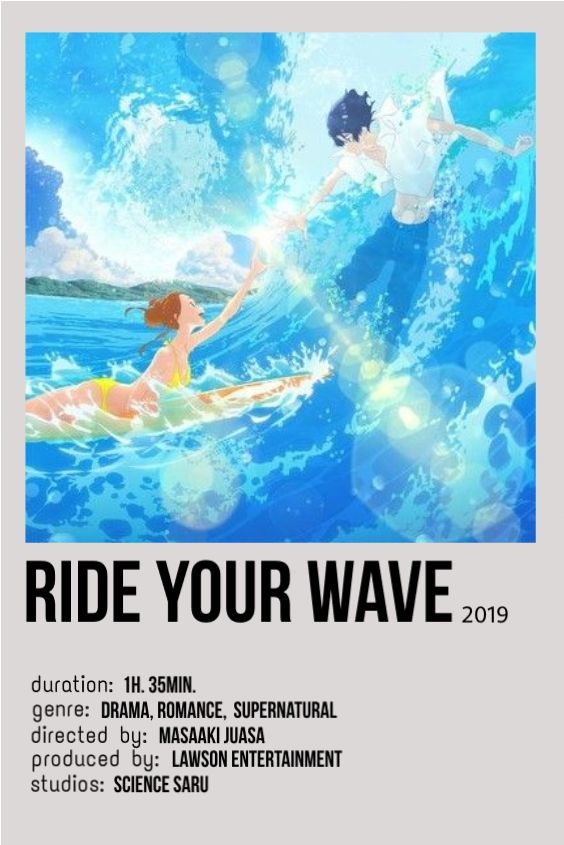 RIDE YOUR WAVE 2019
duration: 1H. 35MIN.
genre: DRAMA, ROMANCE, SUPERNATURAL
directed by: MASAAKI JUASA
produced by: LAWSON ENTERTAINMENT
studios: SCIENCE SARU